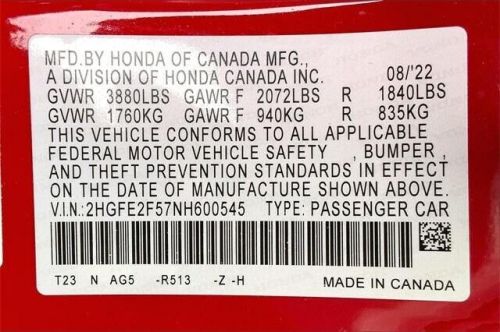 MFD.BY HONDA OF CANADA MFG.,
A DIVISION OF HONDA CANADA INC. 08/'22
GVWR 3880LBS GAWR F 2072LBS R 1840LBS
GVWR 1760KG GAWR F 940KG R 835KG
THIS VEHICLE CONFORMS TO ALL APPLICABLE
FEDERAL MOTOR VEHICLE SAFETY , BUMPER ,
AND THEFT PREVENTION STANDARDS IN EFFECT
ON THE DATE OF MANUFACTURE SHOWN ABOVE.
V.I.N:2HGFE2F57NH600545 TYPE: PASSENGER CAR
T23 N AG5 -R513 -Z -H MADE IN CANADA